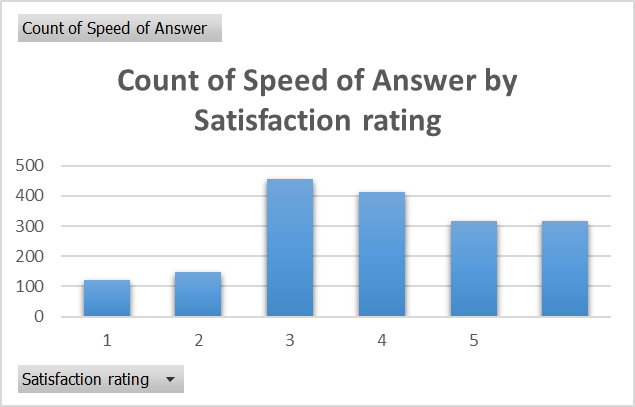 Count of Speed of Answer
Count of Speed of Answer by
Satisfaction rating
500
400
300
200
100
0
1 2 3 4 5
Satisfaction rating